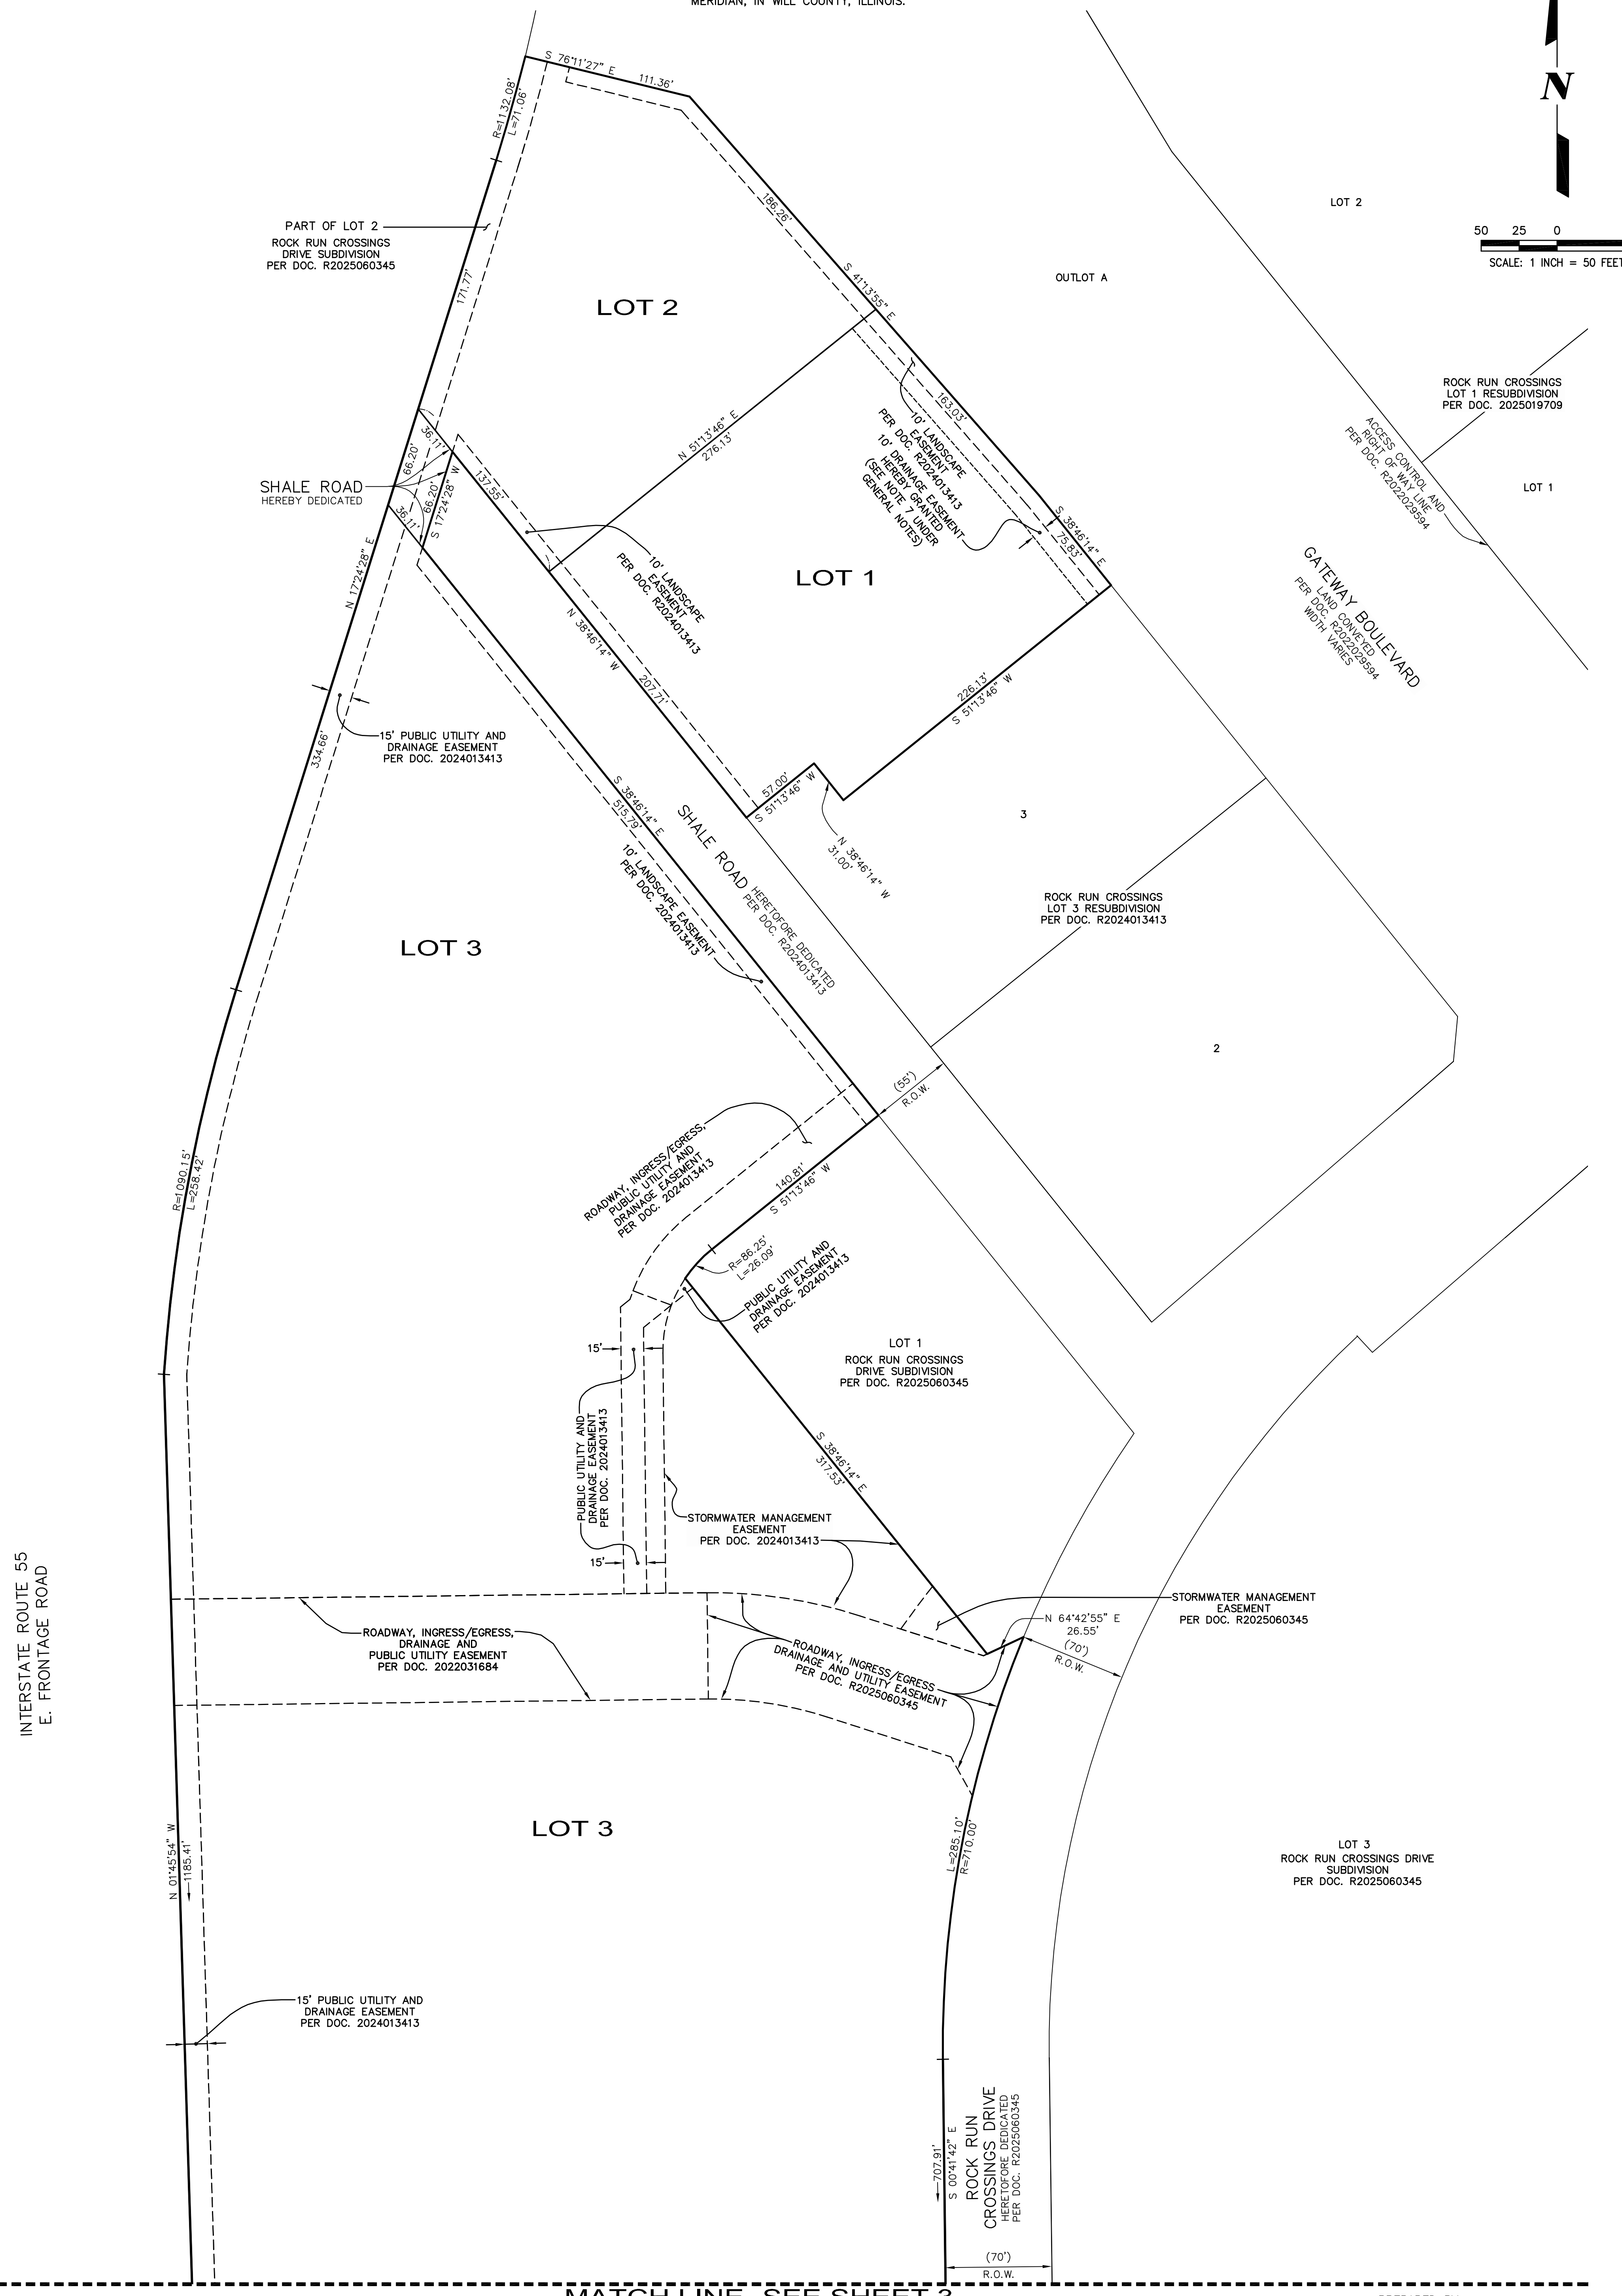 MERIDIAN, IN WILL COUNTY, ILLINOIS.
N
50 25 0
SCALE: 1 INCH = 50 FEET
S 76°11'27" E
111.36'
R=1132.08'
L=71.06'
PART OF LOT 2
ROCK RUN CROSSINGS
DRIVE SUBDIVISION
PER DOC. R2025060345
171.77'
186.26'
S 41°13'55" E
LOT 2
OUTLOT A
LOT 2
LOT 2
N 51°13'46" E
276.13'
163.03'
10' LANDSCAPE
EASEMENT
PER DOC. R2024013413
10' DRAINAGE EASEMENT
HEREBY GRANTED
(SEE NOTE 7 UNDER
GENERAL NOTES)
ROCK RUN CROSSINGS
LOT 1 RESUBDIVISION
PER DOC. 2025019709
ACCESS CONTROL AND
RIGHT OF WAY LINE
PER DOC. R2022029594
LOT 1
36.11'
66.20'
SHALE ROAD
HEREBY DEDICATED
66.20'
S 17°24'28" W
36.11'
137.55'
S 38°46'14" E
75.83'
N 17°24'28" E
10' LANDSCAPE
EASEMENT
PER DOC. R2024013413
LOT 1
GATEWAY BOULEVARD
LAND CONVEYED
PER DOC. R2022029594
WIDTH VARIES
N 38°46'14" W
207.71'
226.13'
S 51°13'46" W
15' PUBLIC UTILITY AND
DRAINAGE EASEMENT
PER DOC. 2024013413
334.66'
57.00'
S 51°13'46" W
N 38°46'14" W
31.00'
S 38°46'14" E
515.79'
SHALE ROAD
HERETOFORE DEDICATED
PER DOC. R2024013413
10' LANDSCAPE EASEMENT
PER DOC. 2024013413
3
ROCK RUN CROSSINGS
LOT 3 RESUBDIVISION
PER DOC. R2024013413
LOT 3
2
(55')
R.O.W.
ROADWAY, INGRESS/EGRESS,
PUBLIC UTILITY AND
DRAINAGE EASEMENT
PER DOC. 2024013413
140.81'
S 51°13'46" W
R=1090.15'
L=258.42'
R=86.25'
L=26.09'
PUBLIC UTILITY AND
DRAINAGE EASEMENT
PER DOC. 2024013413
LOT 1
ROCK RUN CROSSINGS
DRIVE SUBDIVISION
PER DOC. R2025060345
15'
PUBLIC UTILITY AND
DRAINAGE EASEMENT
PER DOC. 2024013413
S 38°46'14" E
317.53'
STORMWATER MANAGEMENT
EASEMENT
PER DOC. 2024013413
15'
STORMWATER MANAGEMENT
EASEMENT
PER DOC. R2025060345
N 64°42'55" E
26.55'
(70')
R.O.W.
ROADWAY, INGRESS/EGRESS,
DRAINAGE AND
PUBLIC UTILITY EASEMENT
PER DOC. 2022031684
ROADWAY, INGRESS/EGRESS
DRAINAGE AND UTILITY EASEMENT
PER DOC. R2025060345
INTERSTATE ROUTE 55
E. FRONTAGE ROAD
LOT 3
N 01°45'54" W
1185.41'
L=285.10'
R=710.00'
LOT 3
ROCK RUN CROSSINGS DRIVE
SUBDIVISION
PER DOC. R2025060345
15' PUBLIC UTILITY AND
DRAINAGE EASEMENT
PER DOC. 2024013413
707.91'
S 00°41'42" E
ROCK RUN
CROSSINGS DRIVE
HERETOFORE DEDICATED
PER DOC. R2025060345
(70')
R.O.W.
MATCH LINE SEE SHEET 3